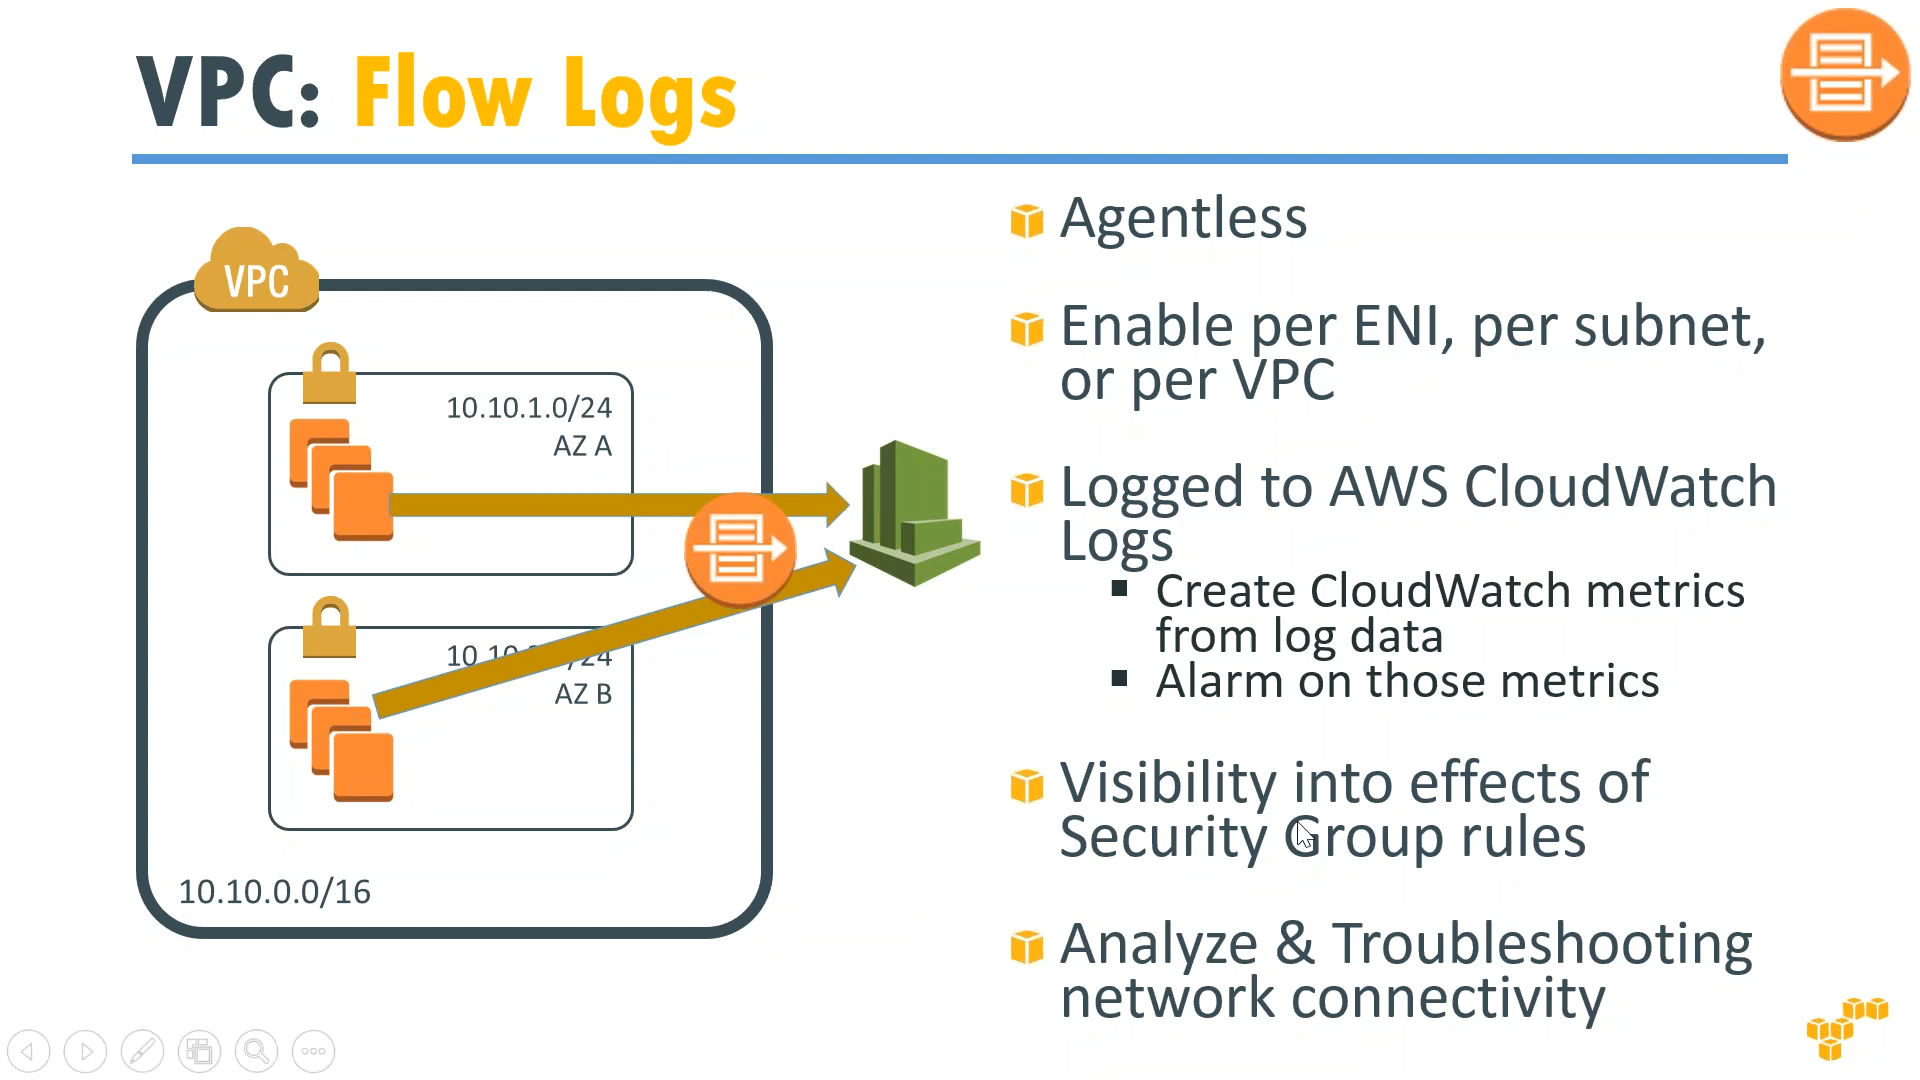 VPC: Flow Logs
VPC
10.10.1.0/24
AZ A
AZ B
10.10.0.0/16
Agentless
Enable per ENI, per subnet,
or per VPC
Logged to AWS CloudWatch
Logs
Create CloudWatch metrics
from log data
Alarm on those metrics
Visibility into effects of
Security Group rules
Analyze & Troubleshooting
network connectivity